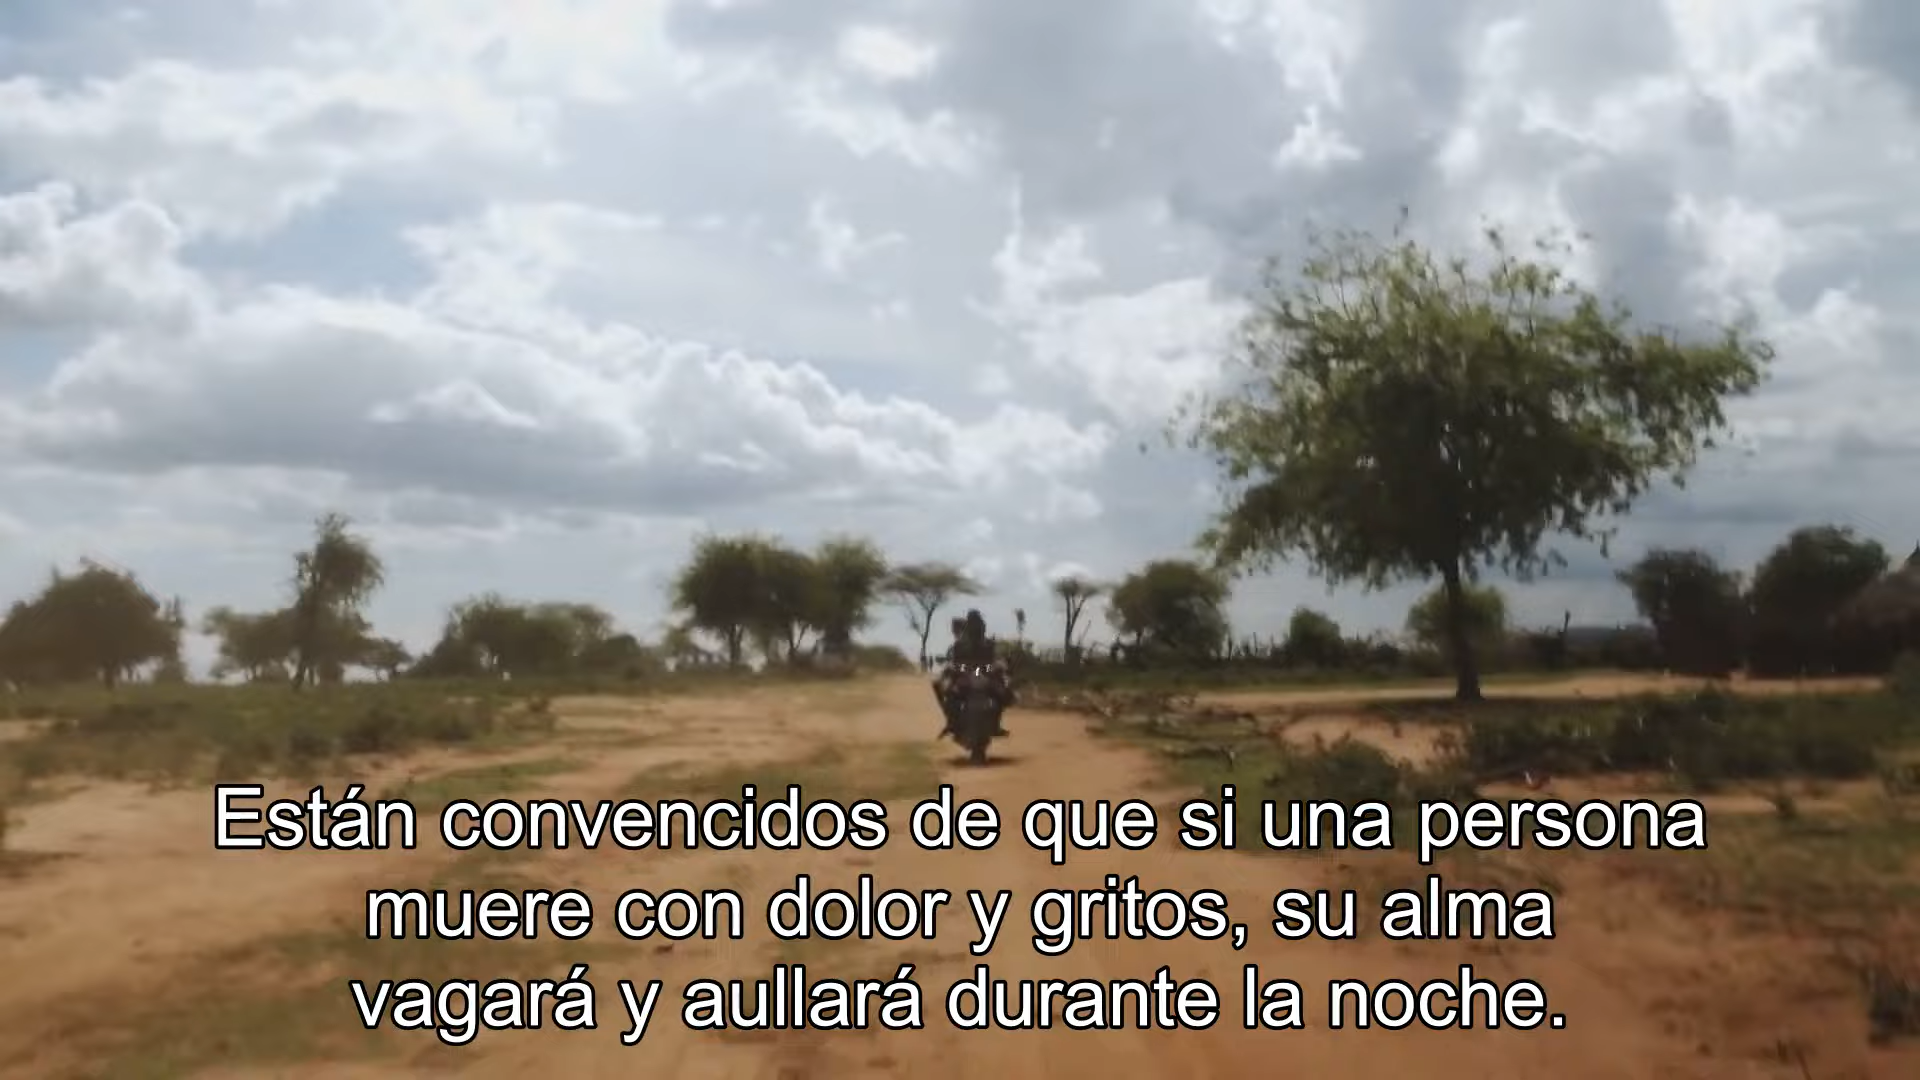 Están convencidos de que si una persona
muere con dolor y gritos, su alma
vagará y aullará durante la noche.